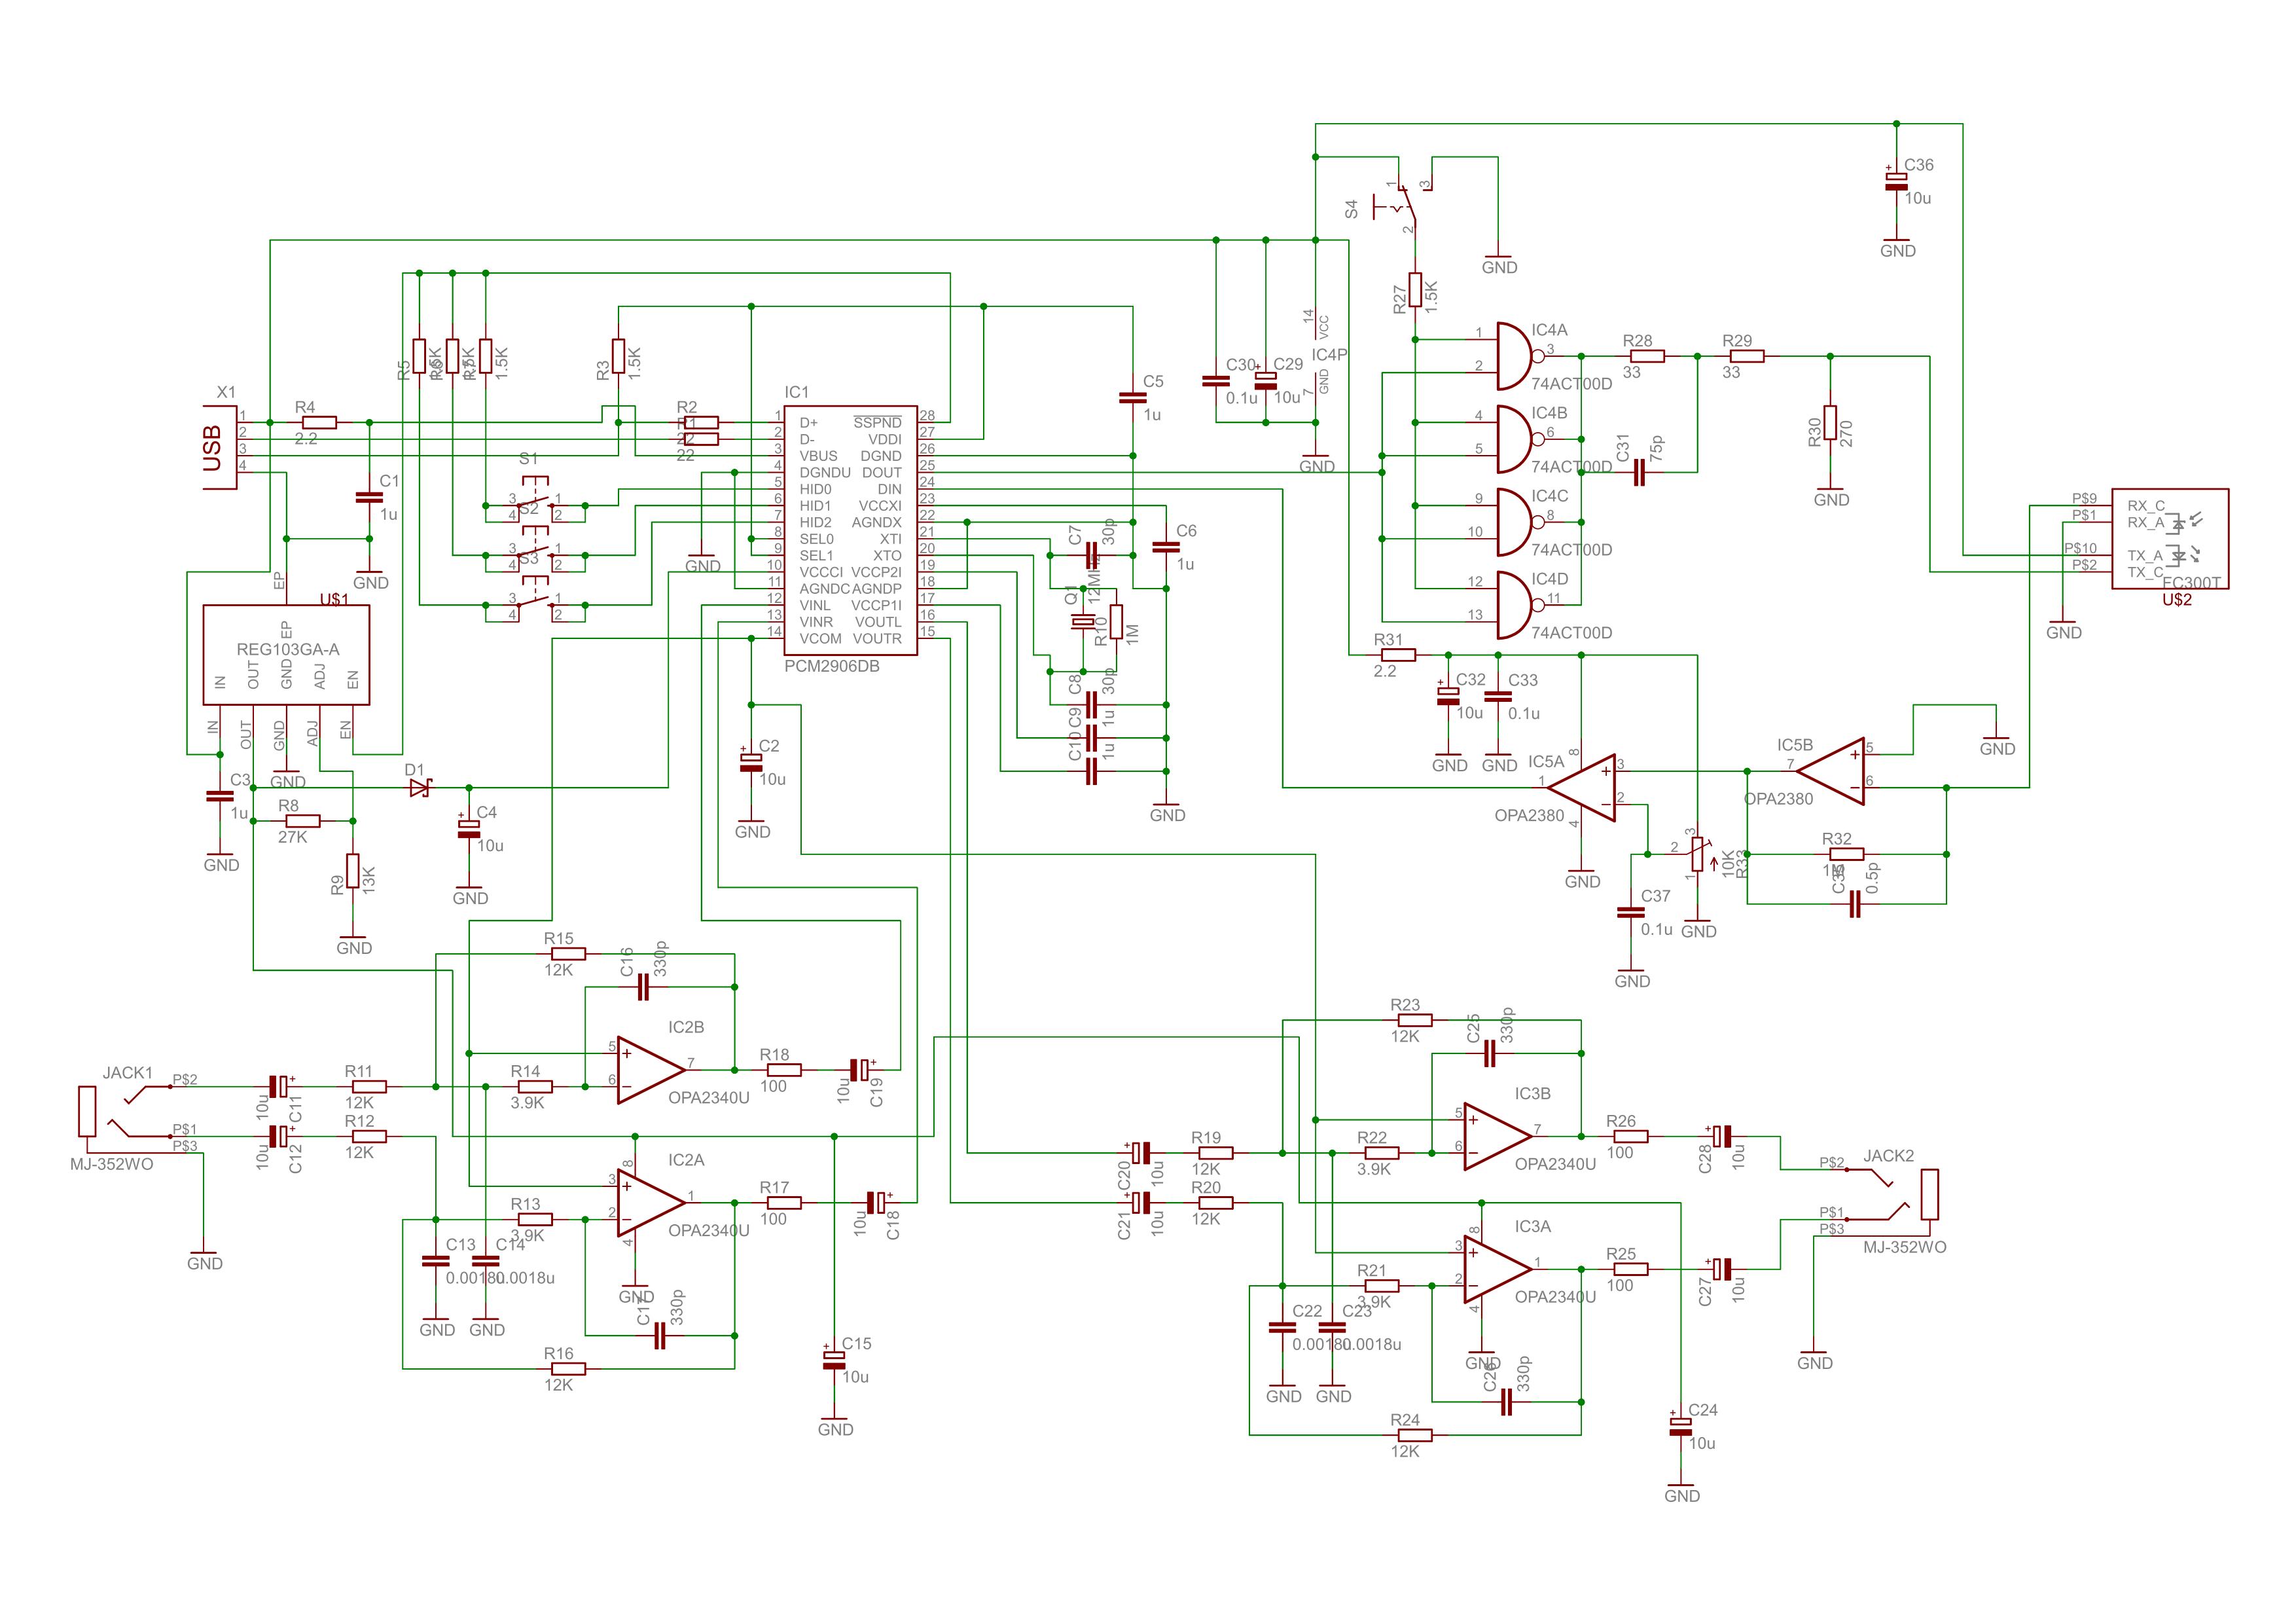 C36
10u
GND
S4
1
3
2
GND
R27
1.5K
14
VCC
IC4P
GND
7
C30
0.1u
C29
10u
GND
1
2
3
IC4A
74ACT00D
4
5
6
IC4B
74ACT00D
9
10
8
IC4C
74ACT00D
12
13
11
IC4D
74ACT00D
R28
33
R29
33
C31
75p
R30
270
GND
P$9
P$1
P$10
P$2
RX_C
RX_A
TX_A
TX_C
FC300T
U$2
GND
X1
USB
1
2
3
4
R4
2.2
C1
1u
GND
R5
1.5K
R3
1.5K
R2
R1
22
22
S1
3
4
1
2
S2
3
4
1
2
S3
3
4
1
2
GND
IC1
1 D+ SSPND 28
2 D- VDDI 27
3 VBUS DGND 26
4 DGNDU DOUT 25
5 HID0 DIN 24
6 HID1 VCCXI 23
7 HID2 AGNDX 22
8 SEL0 XTI 21
9 SEL1 XTO 20
10 VCCCI VCCP2I 19
11 AGNDC AGNDP 18
12 VINL VCCP1I 17
13 VINR VOUTL 16
14 VCOM VOUTR 15
PCM2906DB
C5
1u
C6
1u
C7
30p
Q1
R10
1M
C8
30p
C9
1u
C10
1u
GND
U$1
EP
EP
REG103GA-A
IN
OUT
GND
ADJ
EN
IN
OUT
GND
ADJ
EN
GND
C3
1u
GND
R8
27K
R9
13K
GND
D1
C4
10u
GND
C2
10u
GND
R31
2.2
C32
10u
GND
C33
0.1u
GND
IC5A
OPA2380
1
3
2
8
4
GND
IC5B
OPA2380
7
5
6
GND
R32
0.5p
R33
10K
3
2
1
GND
C37
0.1u
GND
JACK1
P$2
P$1
P$3
MJ-352WO
GND
10u
C11
10u
C12
R11
12K
R12
12K
R15
12K
C16
330p
R14
3.9K
IC2B
5
6
7
OPA2340U
R18
100
10u
C19
R13
3.9K
IC2A
3
2
1
8
4
OPA2340U
GND
R17
100
10u
C18
C13
0.0018u
GND
C14
0.0018u
GND
C17
330p
R16
12K
C15
10u
GND
C20
10u
R19
12K
C21
10u
R20
12K
R23
12K
C25
330p
R22
3.9K
IC3B
5
6
7
OPA2340U
R26
100
C28
10u
R21
3.9K
IC3A
3
2
1
8
4
OPA2340U
GND
R25
100
C27
10u
C22
0.0018u
GND
C23
0.0018u
GND
C26
330p
R24
12K
C24
10u
GND
JACK2
P$2
P$1
P$3
MJ-352WO
GND